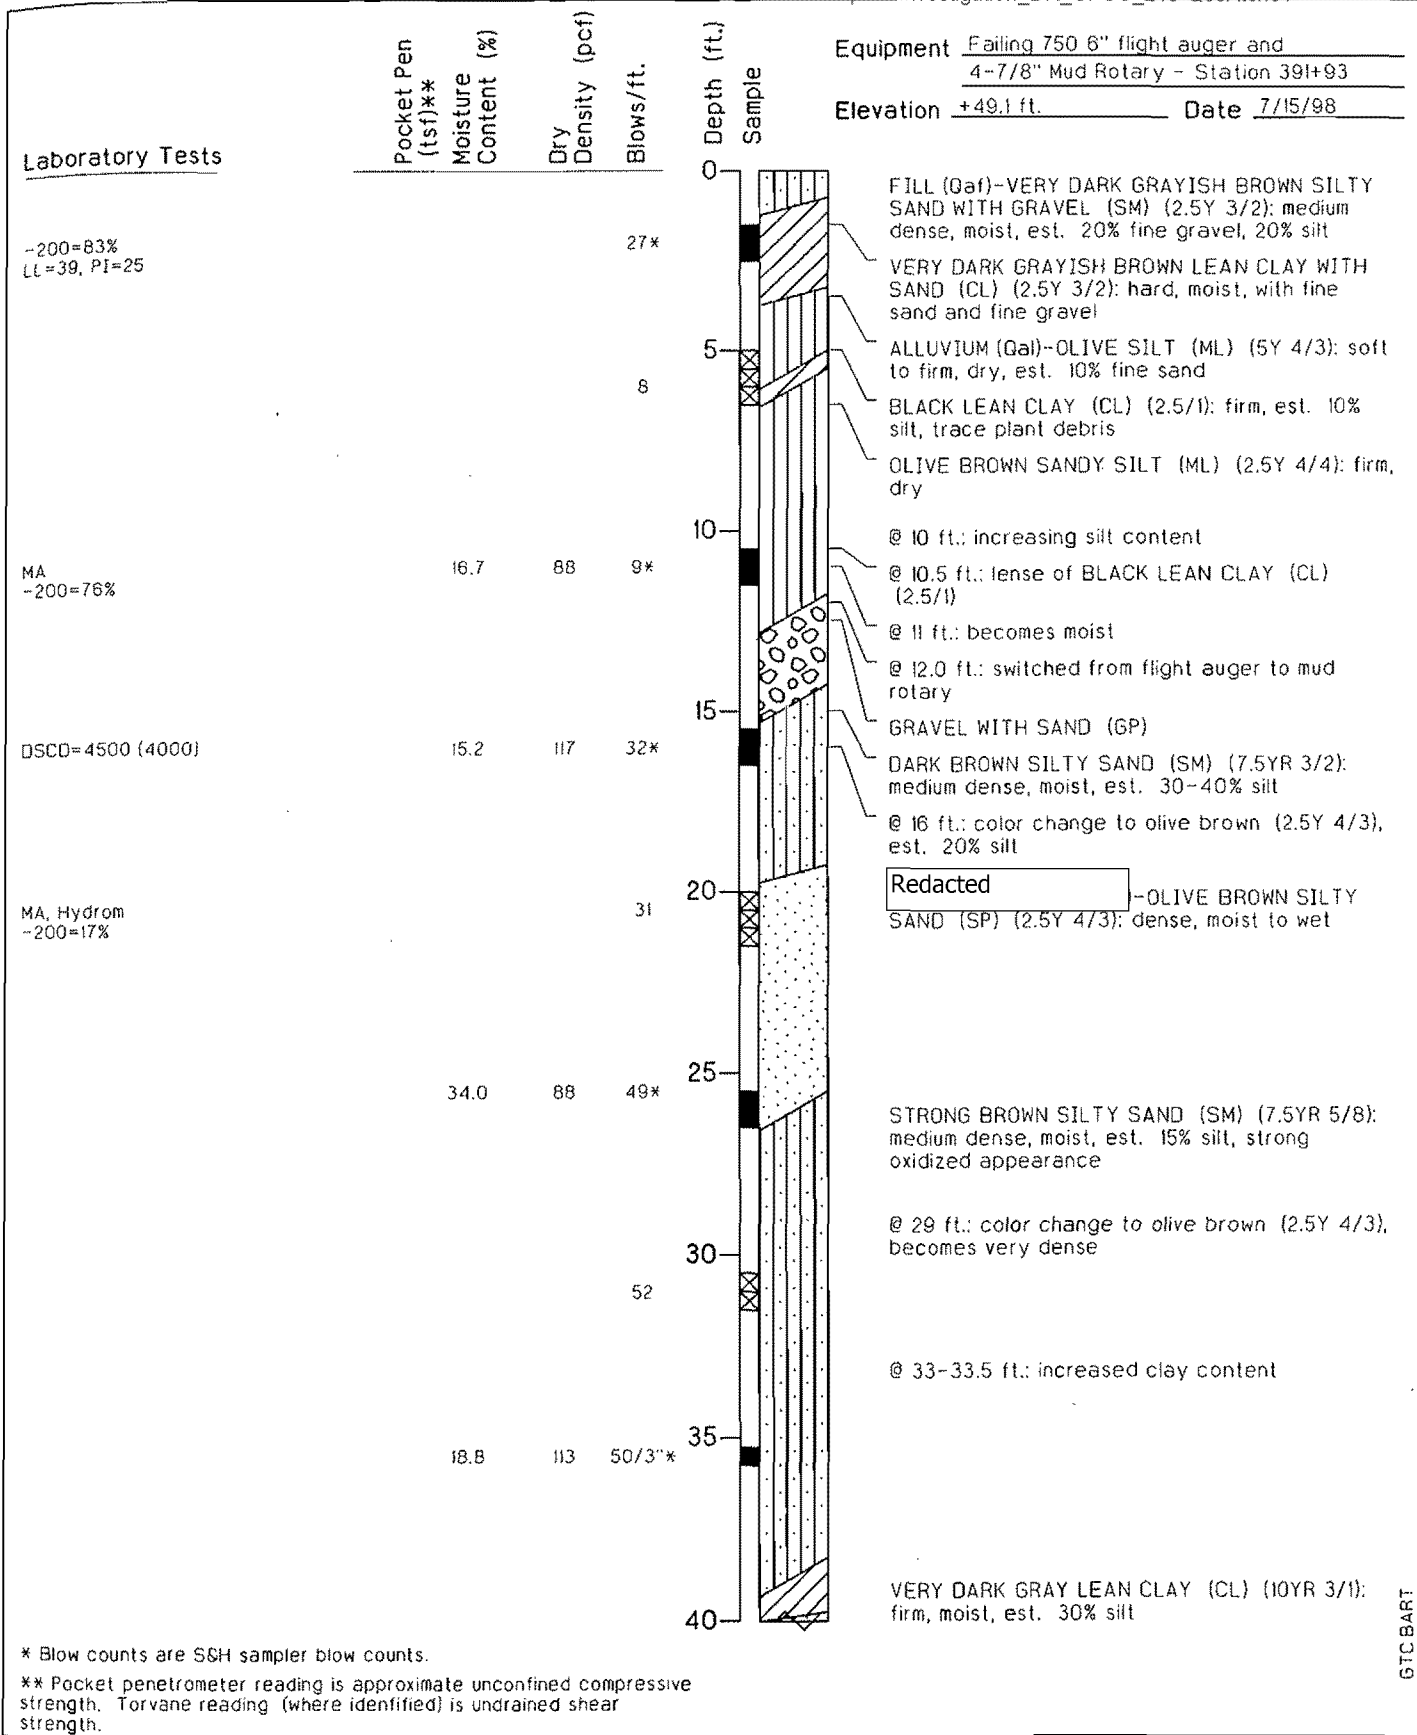 Equipment Failing 750 6" flight auger and
4-7/8" Mud Rotary - Station 391+93
Elevation +49.1 ft. Date 7/15/98
Laboratory Tests
Pocket Pen
(tsf)**
Moisture
Content (%)
Dry
Density (pcf)
Blows/ft.
Depth (ft.)
Sample
0
FILL (Qaf)-VERY DARK GRAYISH BROWN SILTY
SAND WITH GRAVEL (SM) (2.5Y 3/2): medium
dense, moist, est. 20% fine gravel, 20% silt
-200=83%
LL=39, PI=25
27*
VERY DARK GRAYISH BROWN LEAN CLAY WITH
SAND (CL) (2.5Y 3/2): hard, moist, with fine
sand and fine gravel
5
ALLUVIUM (Qal)-OLIVE SILT (ML) (5Y 4/3): soft
to firm, dry, est. 10% fine sand
8
BLACK LEAN CLAY (CL) (2.5/1): firm, est. 10%
silt, trace plant debris
OLIVE BROWN SANDY SILT (ML) (2.5Y 4/4): firm,
dry
10
@ 10 ft.: increasing silt content
MA
-200=76%
16.7 88 9*
@ 10.5 ft.: lense of BLACK LEAN CLAY (CL)
(2.5/1)
@ 11 ft.: becomes moist
@ 12.0 ft.: switched from flight auger to mud
rotary
15
GRAVEL WITH SAND (GP)
DSCD=4500 (4000) 15.2 117 32*
DARK BROWN SILTY SAND (SM) (7.5YR 3/2):
medium dense, moist, est. 30-40% silt
@ 16 ft.: color change to olive brown (2.5Y 4/3),
est. 20% silt
20
Redacted
-OLIVE BROWN SILTY
SAND (SP) (2.5Y 4/3): dense, moist to wet
MA, Hydrom
-200=17%
31
25
34.0 88 49*
STRONG BROWN SILTY SAND (SM) (7.5YR 5/8):
medium dense, moist, est. 15% silt, strong
oxidized appearance
@ 29 ft.: color change to olive brown (2.5Y 4/3),
becomes very dense
30
52
@ 33-33.5 ft.: increased clay content
35
18.8 113 50/3"*
VERY DARK GRAY LEAN CLAY (CL) (10YR 3/1):
firm, moist, est. 30% silt
40
GTCBART
* Blow counts are S&H sampler blow counts.
** Pocket penetrometer reading is approximate unconfined compressive
strength. Torvane reading (where identified) is undrained shear
strength.